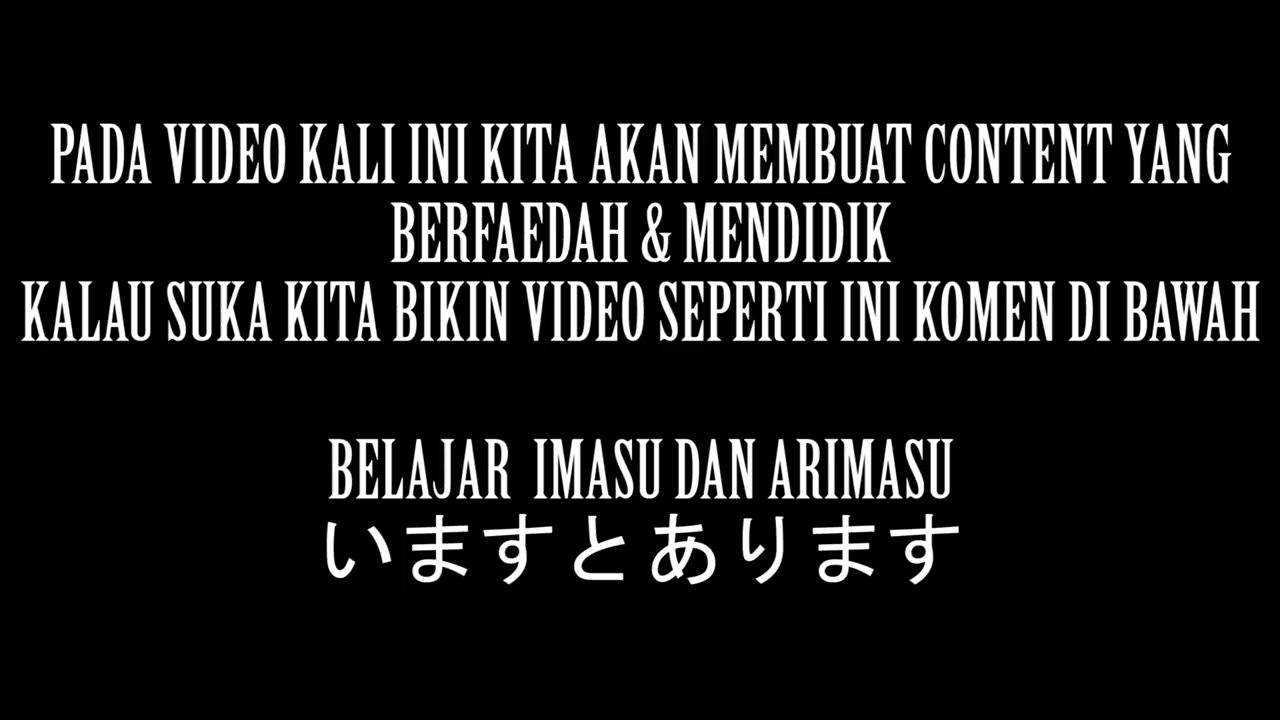 PADA VIDEO KALI INI KITA AKAN MEMBUAT CONTENT YANG
BERFAEDAH & MENDIDIK
KALAU SUKA KITA BIKIN VIDEO SEPERTI INI KOMEN DI BAWAH
BELAJAR IMASU DAN ARIMASU
いますとあります